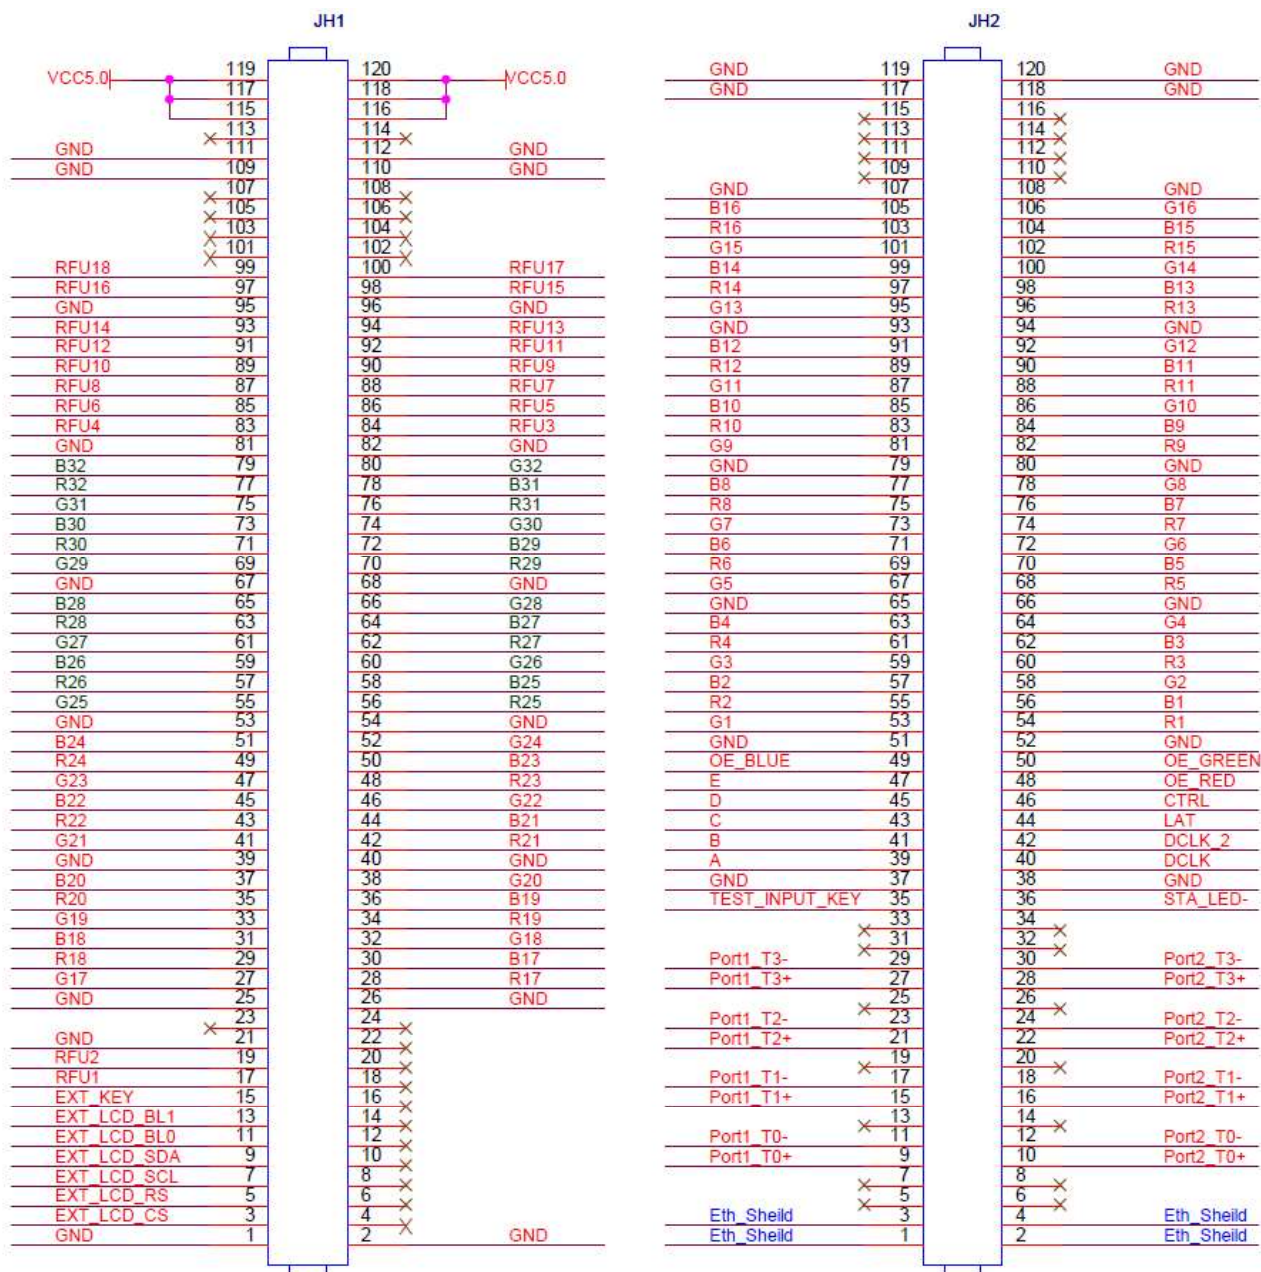 JH1 JH2
119 120 GND 119 120 GND
VCC5.0 117 118 VCC5.0 GND 117 118 GND
115 116 115 116
113 114 113 114
GND 111 112 GND 111 112
GND 109 110 GND 109 110
107 108 GND 107 108 GND
105 106 B16 105 106 G16
103 104 R16 103 104 B15
101 102 G15 101 102 R15
RFU18 99 100 RFU17 B14 99 100 G14
RFU16 97 98 RFU15 R14 97 98 B13
GND 95 96 GND G13 95 96 R13
RFU14 93 94 RFU13 GND 93 94 GND
RFU12 91 92 RFU11 B12 91 92 G12
RFU10 89 90 RFU9 R12 89 90 B11
RFU8 87 88 RFU7 G11 87 88 R11
RFU6 85 86 RFU5 B10 85 86 G10
RFU4 83 84 RFU3 R10 83 84 B9
GND 81 82 GND G9 81 82 R9
B32 79 80 G32 GND 79 80 GND
R32 77 78 B31 B8 77 78 G8
G31 75 76 R31 R8 75 76 B7
B30 73 74 G30 G7 73 74 R7
R30 71 72 B29 B6 71 72 G6
G29 69 70 R29 R6 69 70 B5
GND 67 68 GND G5 67 68 R5
B28 65 66 G28 GND 65 66 GND
R28 63 64 B27 B4 63 64 G4
G27 61 62 R27 R4 61 62 B3
B26 59 60 G26 G3 59 60 R3
R26 57 58 B25 B2 57 58 G2
G25 55 56 R25 R2 55 56 B1
GND 53 54 GND G1 53 54 R1
B24 51 52 G24 GND 51 52 GND
R24 49 50 B23 OE_BLUE 49 50 OE_GREEN
G23 47 48 R23 E 47 48 OE_RED
B22 45 46 G22 D 45 46 CTRL
R22 43 44 B21 C 43 44 LAT
G21 41 42 R21 B 41 42 DCLK_2
GND 39 40 GND A 39 40 DCLK
B20 37 38 G20 GND 37 38 GND
R20 35 36 B19 TEST_INPUT_KEY 35 36 STA_LED-
G19 33 34 R19 33 34
B18 31 32 G18 31 32
R18 29 30 B17 Port1_T3- 29 30 Port2_T3-
G17 27 28 R17 Port1_T3+ 27 28 Port2_T3+
GND 25 26 GND 25 26
23 24 Port1_T2- 23 24 Port2_T2-
GND 21 22 Port1_T2+ 21 22 Port2_T2+
RFU2 19 20 19 20
RFU1 17 18 Port1_T1- 17 18 Port2_T1-
EXT_KEY 15 16 Port1_T1+ 15 16 Port2_T1+
EXT_LCD_BL1 13 14 13 14
EXT_LCD_BL0 11 12 Port1_T0- 11 12 Port2_T0-
EXT_LCD_SDA 9 10 Port1_T0+ 9 10 Port2_T0+
EXT_LCD_SCL 7 8 7 8
EXT_LCD_RS 5 6 5 6
EXT_LCD_CS 3 4 Eth_Sheild 3 4 Eth_Sheild
GND 1 2 GND Eth_Sheild 1 2 Eth_Sheild